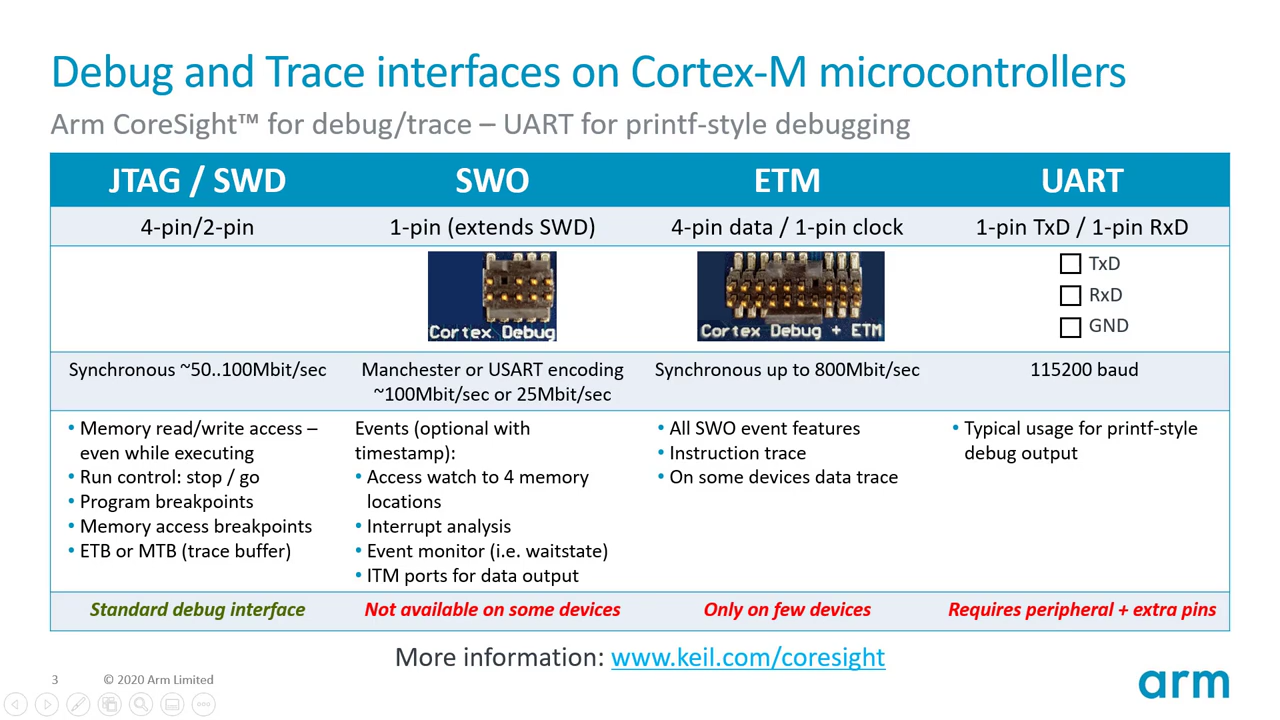 Debug and Trace interfaces on Cortex-M microcontrollers
Arm CoreSight™ for debug/trace – UART for printf-style debugging
JTAG / SWD
SWO
ETM
UART
4-pin/2-pin
1-pin (extends SWD)
4-pin data / 1-pin clock
1-pin TxD / 1-pin RxD
Cortex Debug
Cortex Debug + ETM
TxD
RxD
GND
Synchronous ~50..100Mbit/sec
Manchester or USART encoding
~100Mbit/sec or 25Mbit/sec
Synchronous up to 800Mbit/sec
115200 baud
• Memory read/write access –
even while executing
• Run control: stop / go
• Program breakpoints
• Memory access breakpoints
• ETB or MTB (trace buffer)
Events (optional with
timestamp):
• Access watch to 4 memory
locations
• Interrupt analysis
• Event monitor (i.e. waitstate)
• ITM ports for data output
• All SWO event features
• Instruction trace
• On some devices data trace
• Typical usage for printf-style
debug output
Standard debug interface
Not available on some devices
Only on few devices
Requires peripheral + extra pins
More information: www.keil.com/coresight
3
© 2020 Arm Limited
arm